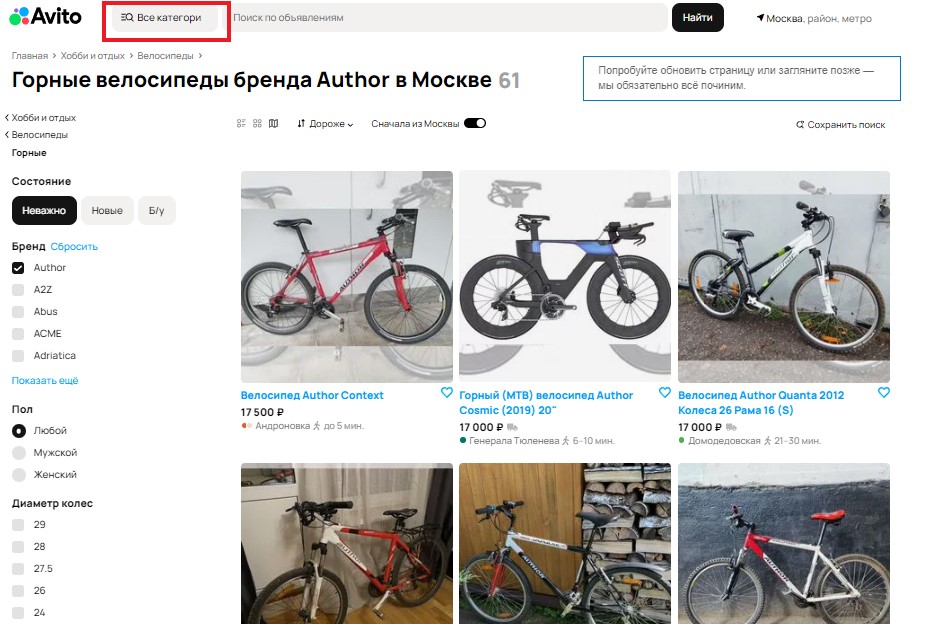 Avito
Все категори
Поиск по объявлениям
Найти
Москва, район, метро
Главная › Хобби и отдых › Велосипеды ›
Горные велосипеды бренда Author в Москве 61
Попробуйте обновить страницу или загляните позже —
мы обязательно всё починим.
Хобби и отдых
Велосипеды
Горные
Дороже
Сначала из Москвы
Сохранить поиск
Состояние
Неважно
Новые
Б/у
Бренд Сбросить
Author
A2Z
Abus
ACME
Adriatica
Показать ещё
Пол
Любой
Мужской
Женский
Диаметр колес
29
28
27.5
26
24
Велосипед Author Context
17 500 ₽
Андроновка до 5 мин.
Горный (MTB) велосипед Author
Cosmic (2019) 20"
17 000 ₽
Генерала Тюленева 6–10 мин.
Велосипед Author Quanta 2012
Колеса 26 Рама 16 (S)
17 000 ₽
Домодедовская 21–30 мин.
AUTHOR
AUTHOR
AUTHOR
AUTHOR